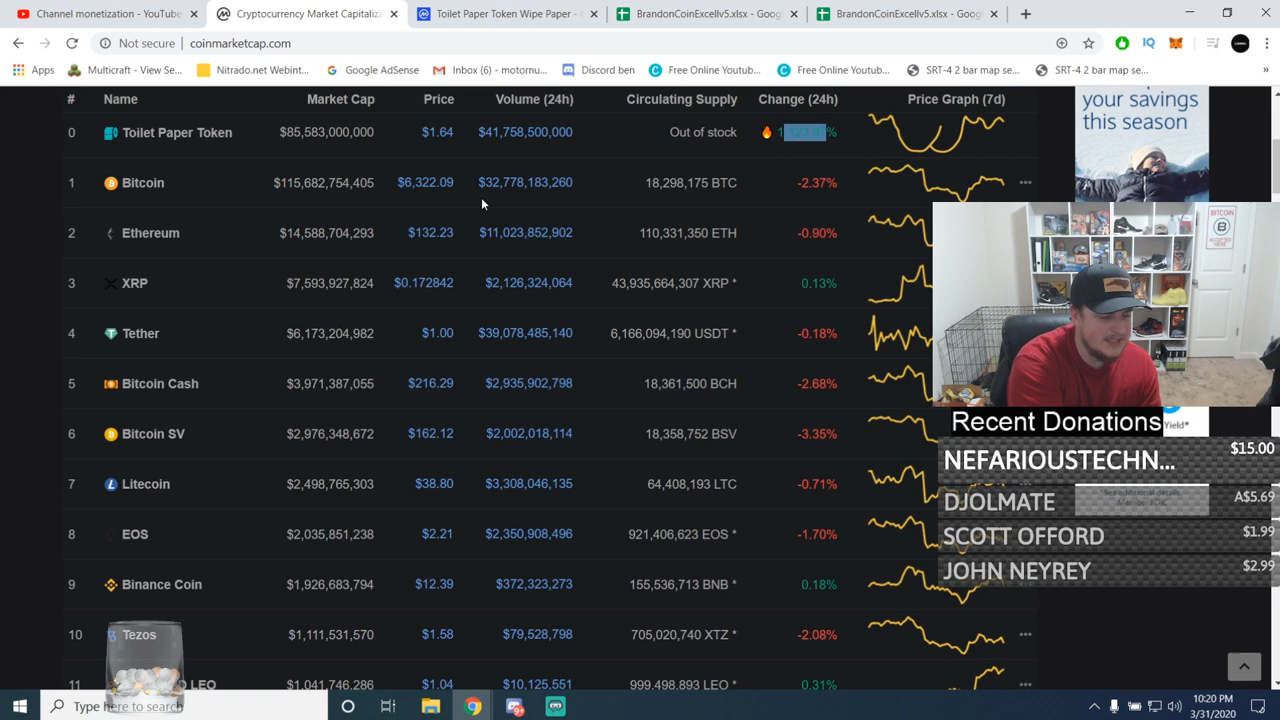 Channel monetization - YouTube
Cryptocurrency Market Capitaliza
Toilet Paper Token Wipe Paper -
BrandonCoinExcellv5.xlsx - Goog
BrandonCoinExcellv5.xlsx - Goog
Not secure coinmarketcap.com
Apps Multicraft - View Se... Nitrado.net Webint... Google AdSense Inbox (6) - motornu... Discord ben Free Online Youtub... Free Online Youtub... SRT-4 2 bar map se... SRT-4 2 bar map se...
# Name Market Cap Price Volume (24h) Circulating Supply Change (24h) Price Graph (7d)
0 Toilet Paper Token $85,583,000,000 $1.64 $41,758,500,000 Out of stock
1 Bitcoin $115,682,754,405 $6,322.09 $32,778,183,260 18,298,175 BTC -2.37%
2 Ethereum $14,588,704,293 $132.23 $11,028,852,902 110,331,350 ETH -0.90%
3 XRP $7,593,927,824 $0.172842 $2,126,324,064 43,935,664,307 XRP * 0.13%
4 Tether $6,173,204,982 $1.00 $39,078,485,140 6,166,094,190 USDT * -0.18%
5 Bitcoin Cash $3,971,387,055 $216.29 $2,935,902,798 18,361,500 BCH -2.68%
6 Bitcoin SV $2,976,348,672 $162.12 $2,002,018,114 18,358,752 BSV -3.35%
7 Litecoin $2,498,765,303 $38.80 $3,308,046,135 64,408,193 LTC -0.71%
8 EOS $2,035,851,238 $2.21 $2,350,908,496 921,406,623 EOS * -1.70%
9 Binance Coin $1,926,683,794 $12.39 $372,323,273 155,536,713 BNB * 0.18%
10 Tezos $1,111,531,570 $1.58 $79,528,798 705,020,740 XTZ * -2.08%
11 LEO $1,041,746,286 $1.04 $10,125,551 999,498,893 LEO * 0.31%
your savings
this season
BITCOIN
B
ACCEPTED
HERE
Yield*
Recent Donations
NEFARIOUSTECHN... $15.00
DJOLMATE A$5.69
SCOTT OFFORD $1.99
JOHN NEYREY $2.99
Type here to search
10:20 PM
3/31/2020